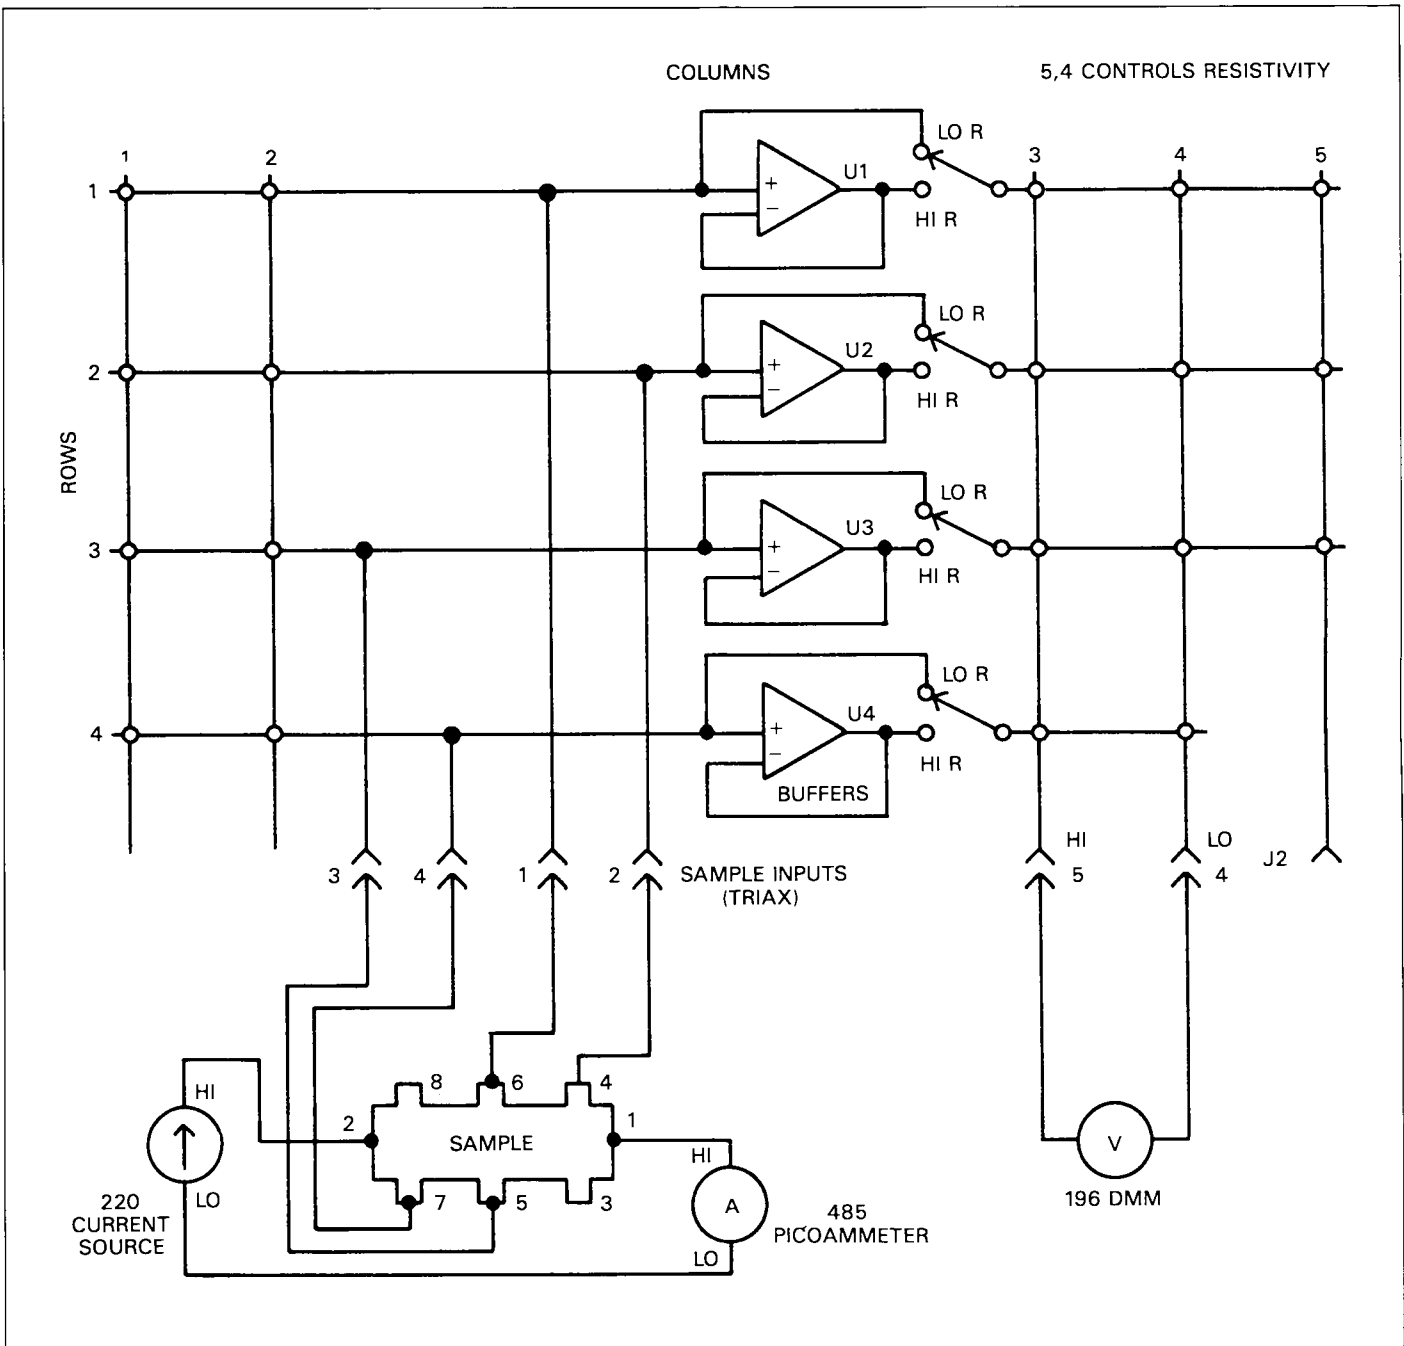 COLUMNS
5,4 CONTROLS RESISTIVITY
1
2
LO R
3
4
5
1
+
−
U1
HI R
LO R
2
+
−
U2
HI R
ROWS
LO R
3
+
−
U3
HI R
LO R
4
+
−
U4
HI R
BUFFERS
HI
LO
J2
3
4
1
2
SAMPLE INPUTS
(TRIAX)
5
4
HI
8
6
4
2
SAMPLE
1
HI
V
LO
7
5
3
A
196 DMM
220
CURRENT
SOURCE
485
PICOAMMETER
LO